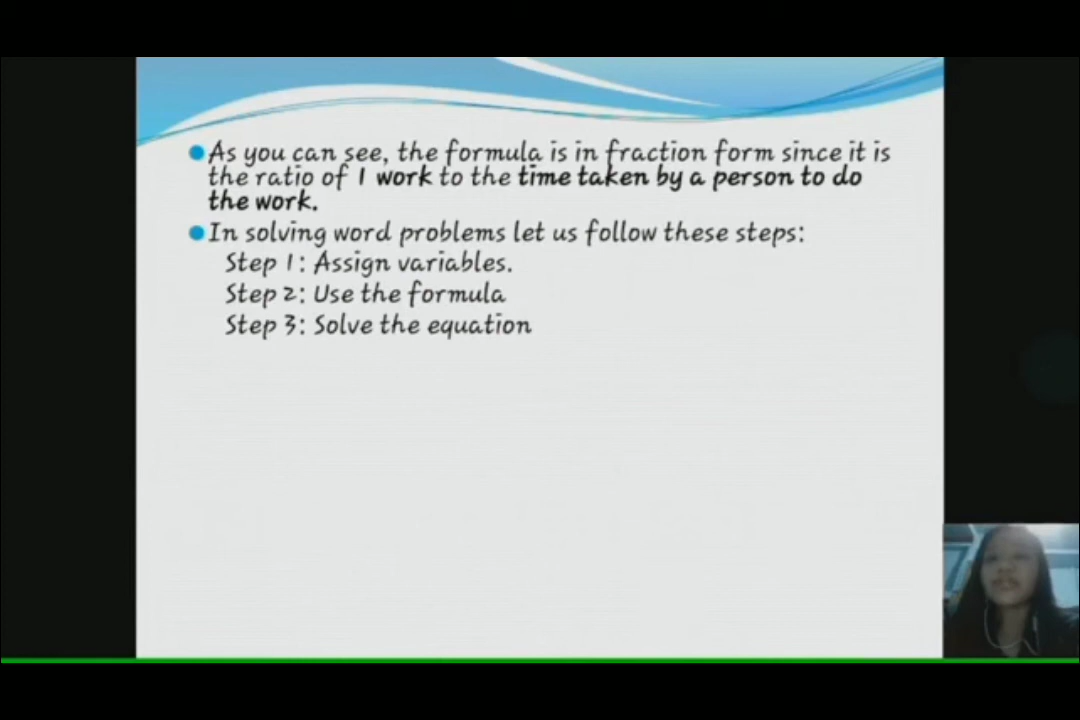 As you can see, the formula is in fraction form since it is
the ratio of 1 work to the time taken by a person to do
the work.
In solving word problems let us follow these steps:
Step 1: Assign variables.
Step 2: Use the formula
Step 3: Solve the equation